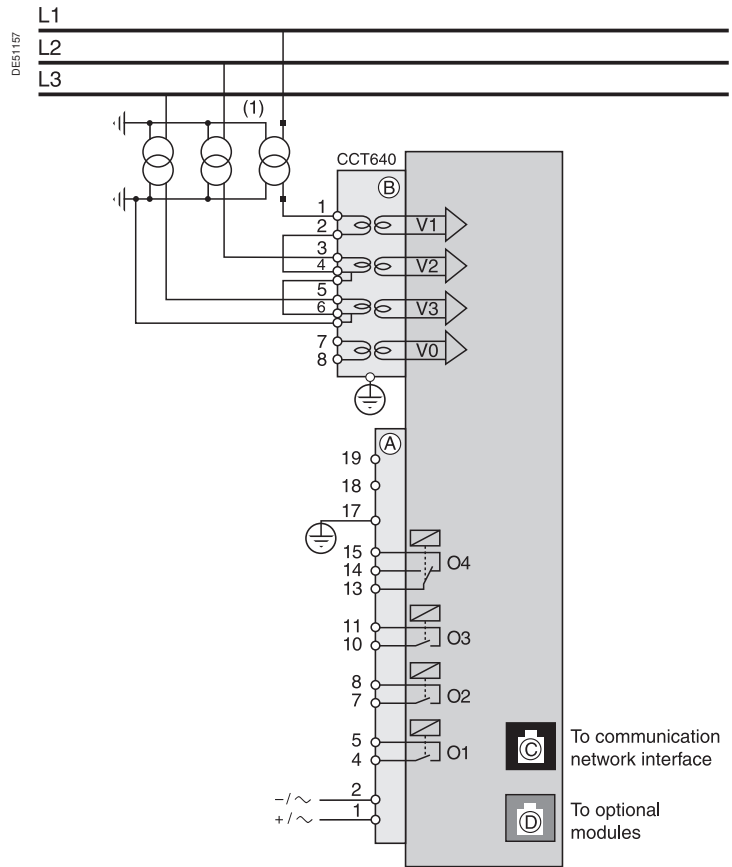 L1
DE51157
L2
L3
(1)
CCT640
B
1
2
V1
3
4
V2
5
6
V3
7
8
V0
A
19
18
17
15
14
O4
13
11
10
O3
8
7
O2
5
4
O1
C
To communication
network interface
2
-/~
1
+/~
D
To optional
modules